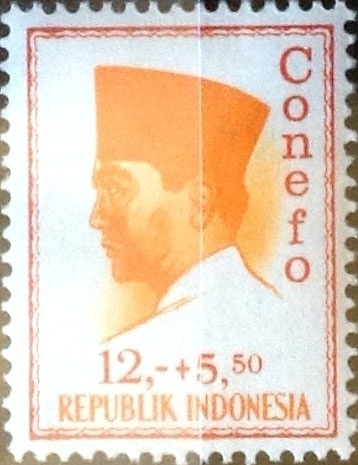 Conefo
12,-+5,50
REPUBLIK INDONESIA